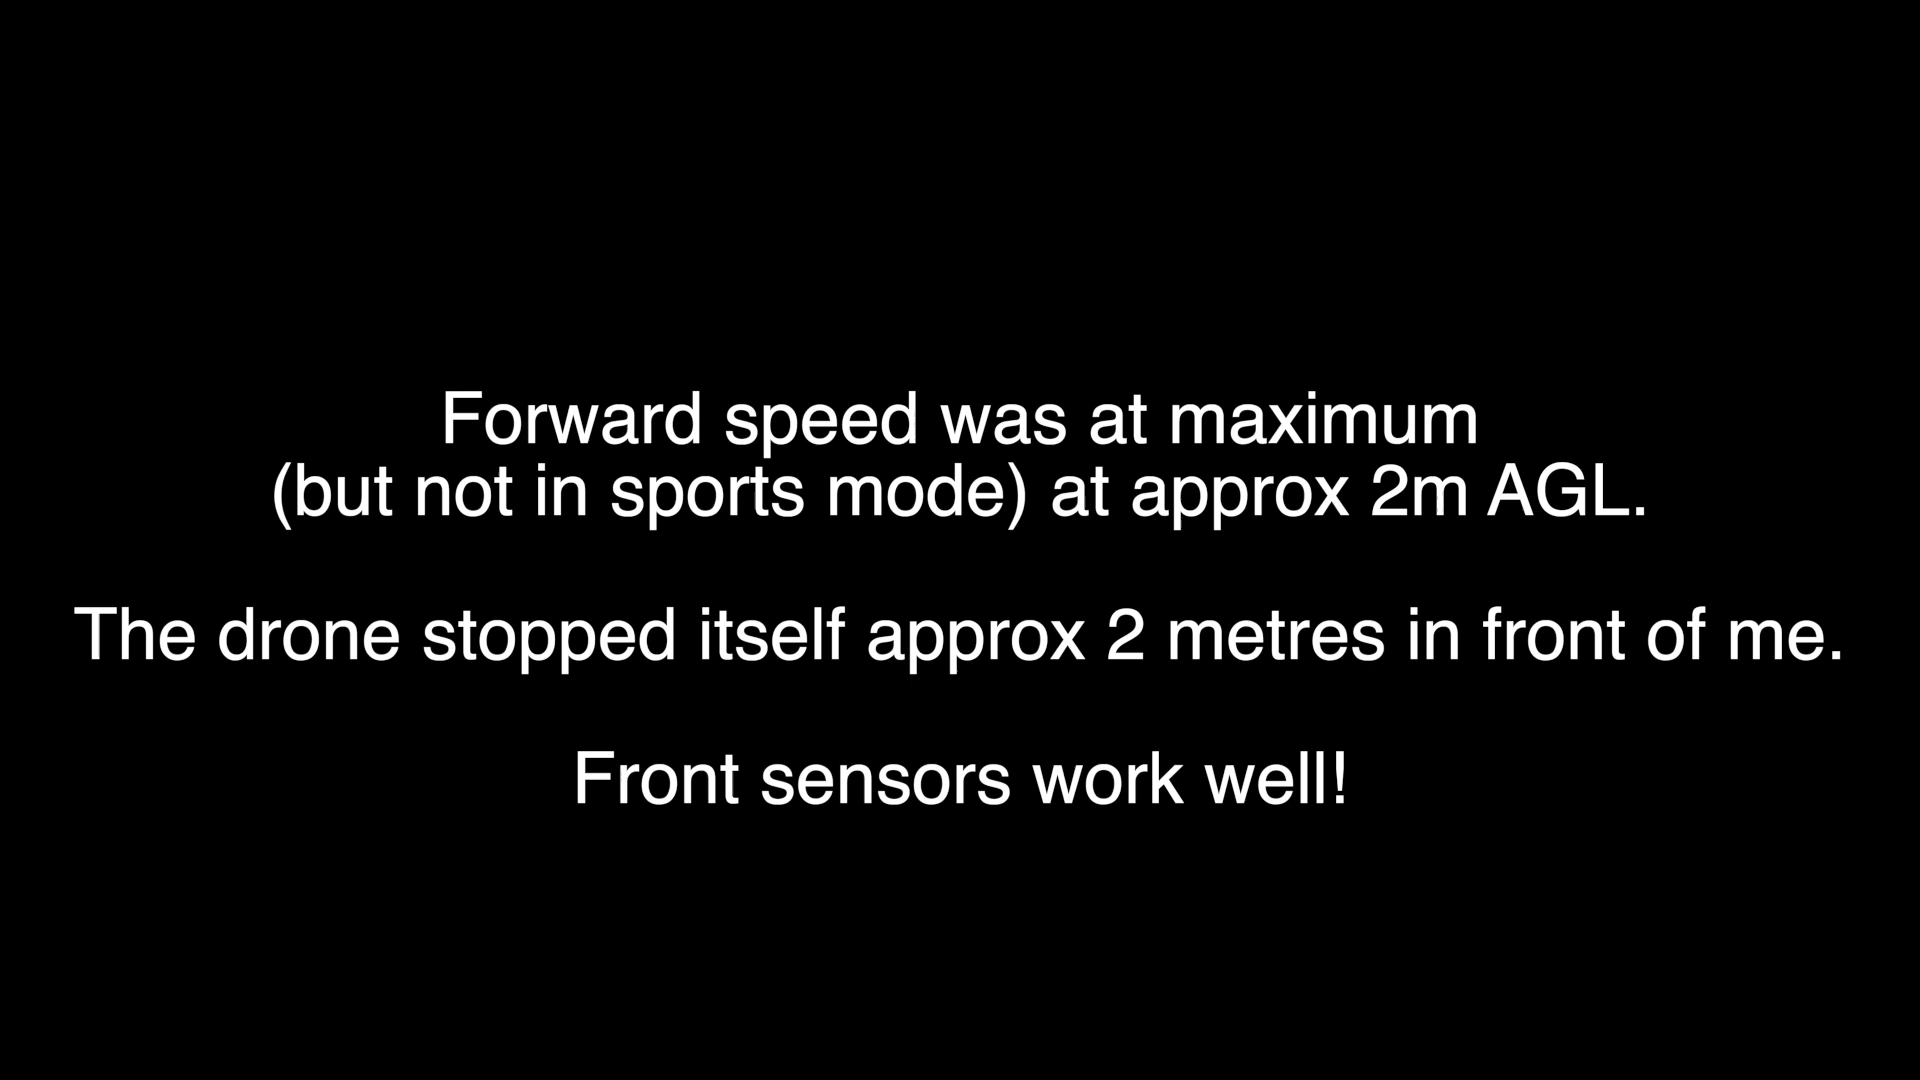 Forward speed was at maximum
(but not in sports mode) at approx 2m AGL.
The drone stopped itself approx 2 metres in front of me.
Front sensors work well!